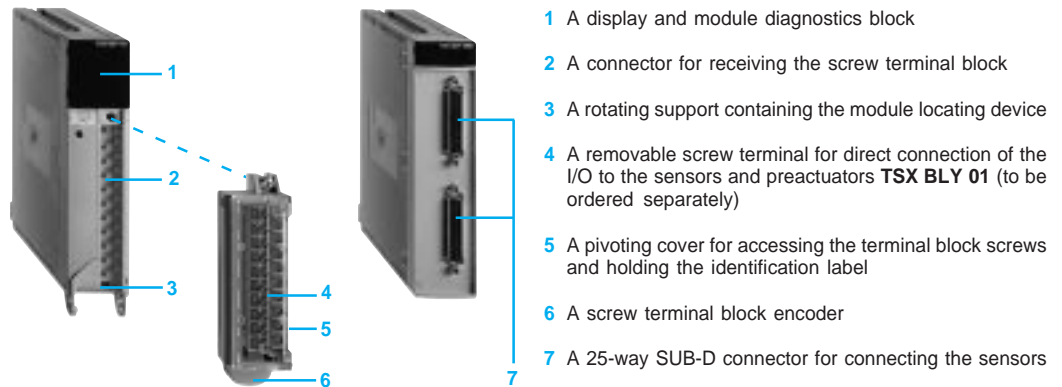 1 A display and module diagnostics block
2 A connector for receiving the screw terminal block
3 A rotating support containing the module locating device
4 A removable screw terminal for direct connection of the
I/O to the sensors and preactuators TSX BLY 01 (to be
ordered separately)
5 A pivoting cover for accessing the terminal block screws
and holding the identification label
6 A screw terminal block encoder
7 A 25-way SUB-D connector for connecting the sensors
1
2
3
4
5
6
7